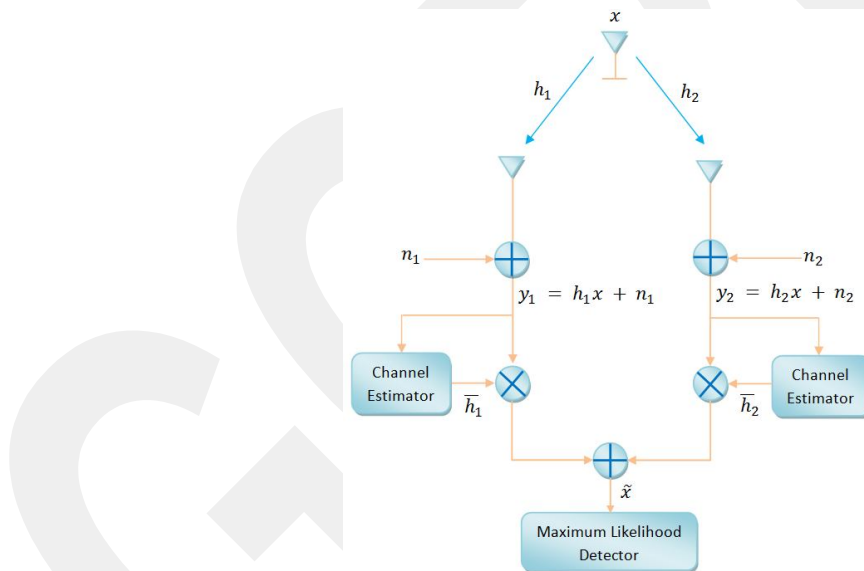 x
h₁
h₂
n₁
n₂
y₁ = h₁x + n₁
y₂ = h₂x + n₂
Channel
Estimator
h̅₁
h̅₂
Channel
Estimator
x̃
Maximum Likelihood
Detector